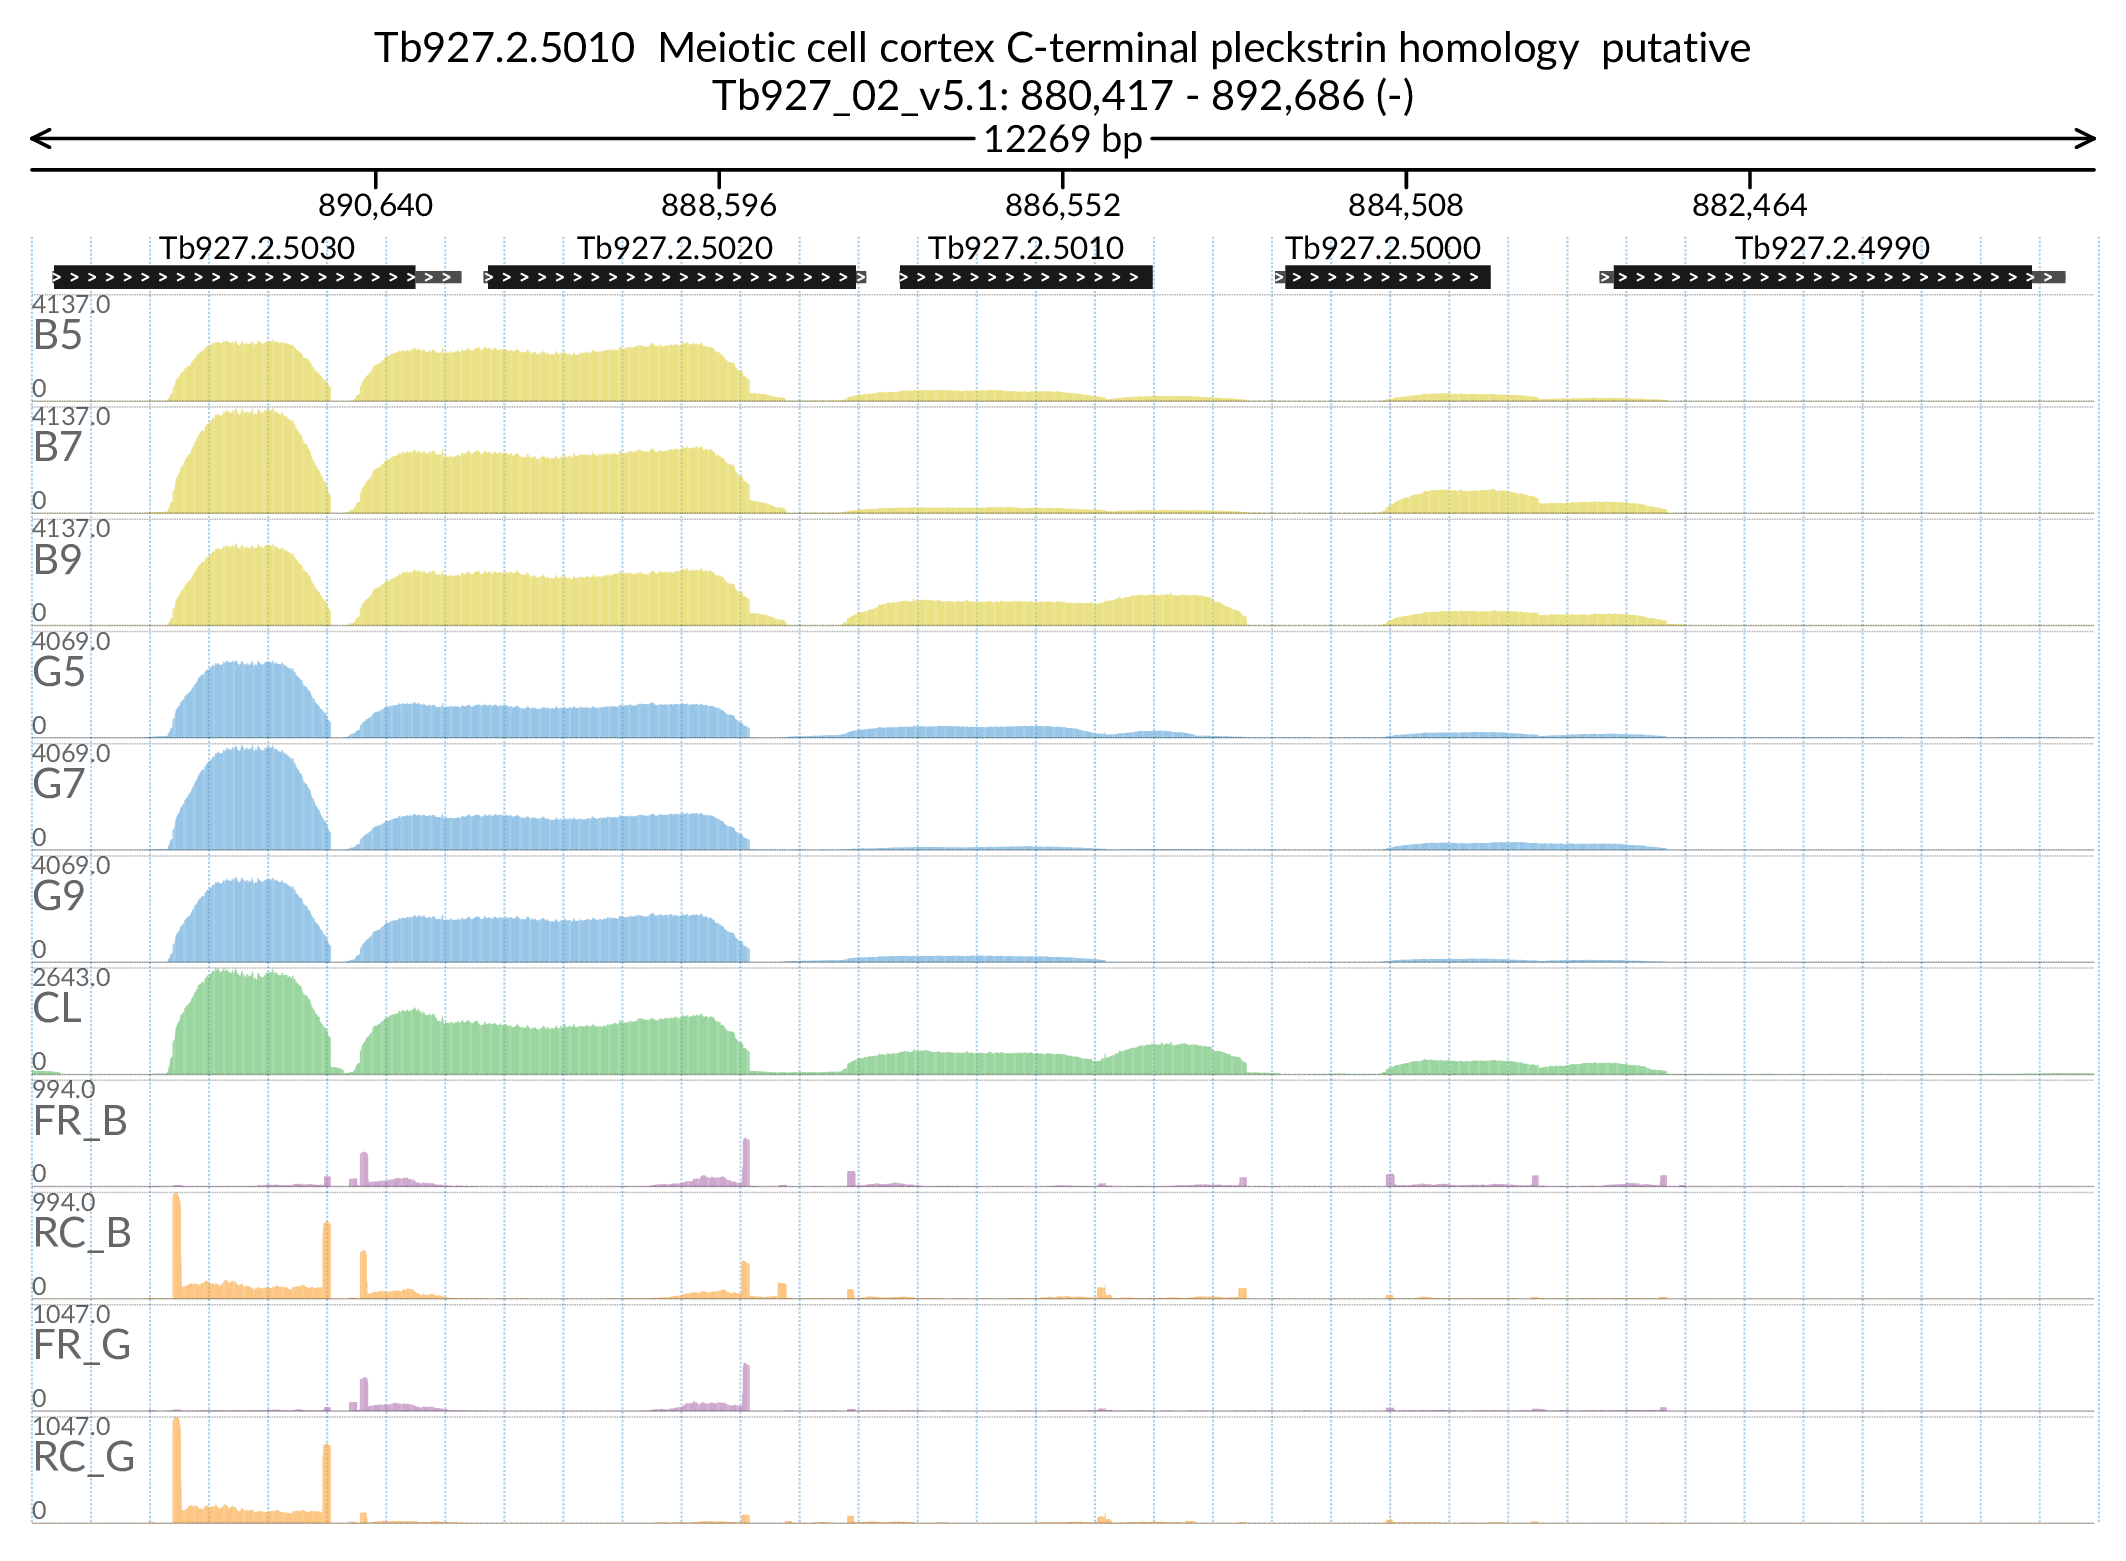 Tb927.2.5010  Meiotic cell cortex C-terminal pleckstrin homology  putative
Tb927_02_v5.1: 880,417 - 892,686 (-)
12269 bp
890,640 888,596 886,552 884,508 882,464
Tb927.2.5030 Tb927.2.5020 Tb927.2.5010 Tb927.2.5000 Tb927.2.4990
4137.0
B5
0
4137.0
B7
0
4137.0
B9
0
4069.0
G5
0
4069.0
G7
0
4069.0
G9
0
2643.0
CL
0
994.0
FR_B
0
994.0
RC_B
0
1047.0
FR_G
0
1047.0
RC_G
0